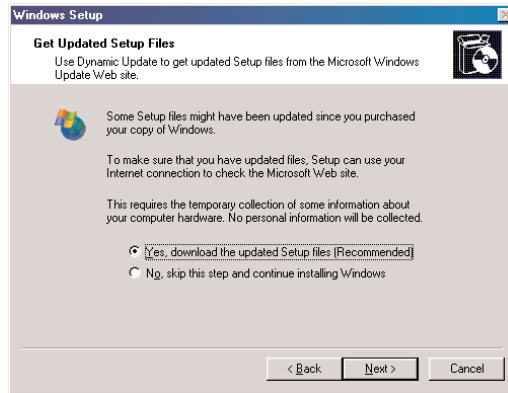 Windows Setup
Get Updated Setup Files
Use Dynamic Update to get updated Setup files from the Microsoft Windows
Update Web site.
Some Setup files might have been updated since you purchased
your copy of Windows.
To make sure that you have updated files, Setup can use your
Internet connection to check the Microsoft Web site.
This requires the temporary collection of some information about
your computer hardware. No personal information will be collected.
Yes, download the updated Setup files (Recommended)
No, skip this step and continue installing Windows
< Back Next > Cancel